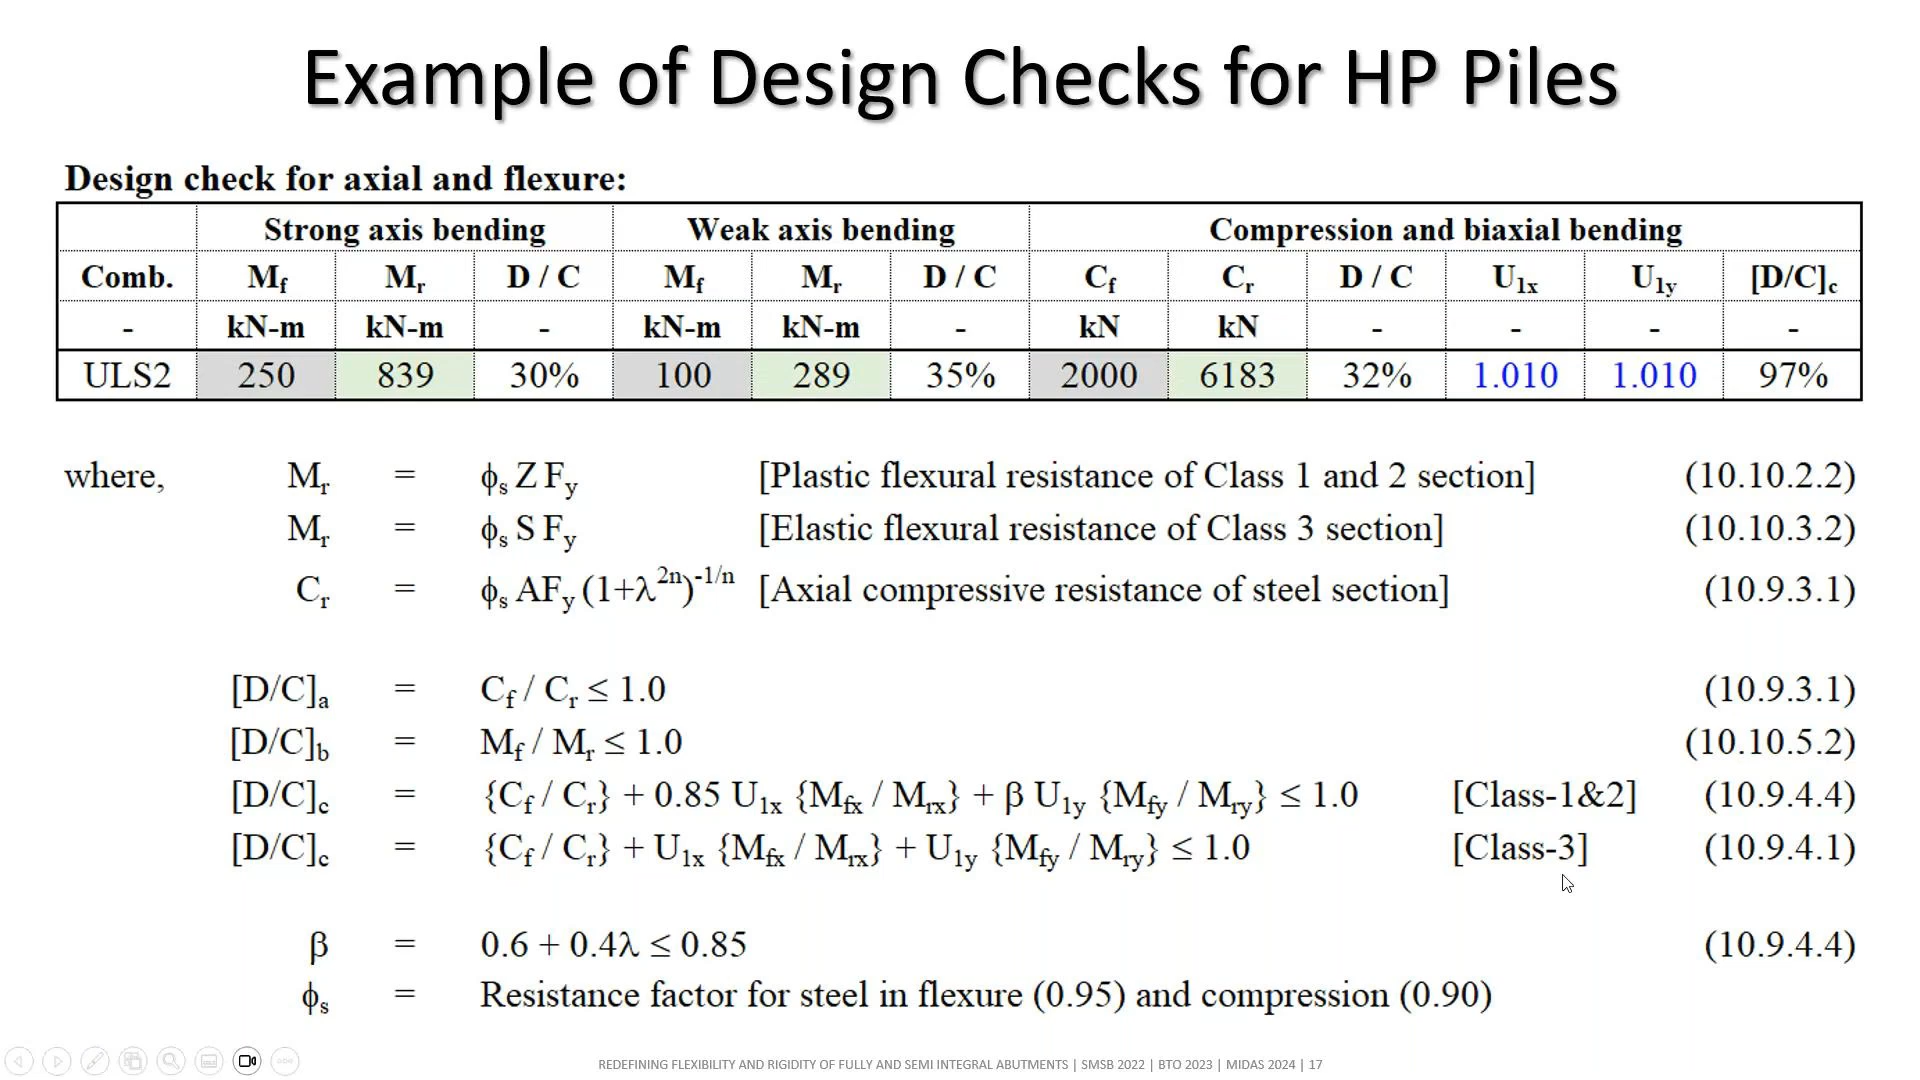 Example of Design Checks for HP Piles
Design check for axial and flexure:
Strong axis bending Weak axis bending Compression and biaxial bending
Comb. Mf Mr D / C Mf Mr D / C Cf Cr D / C U1x U1y [D/C]c
- kN-m kN-m - kN-m kN-m - kN kN - - - -
ULS2 250 839 30% 100 289 35% 2000 6183 32% 1.010 1.010 97%
where, Mr = ϕs Z Fy [Plastic flexural resistance of Class 1 and 2 section] (10.10.2.2)
Mr = ϕs S Fy [Elastic flexural resistance of Class 3 section] (10.10.3.2)
Cr = ϕs AFy (1+λ^2n)^-1/n [Axial compressive resistance of steel section] (10.9.3.1)
[D/C]a = Cf / Cr ≤ 1.0 (10.9.3.1)
[D/C]b = Mf / Mr ≤ 1.0 (10.10.5.2)
[D/C]c = {Cf / Cr} + 0.85 U1x {Mfx / Mrx} + β U1y {Mfy / Mry} ≤ 1.0 [Class-1&2] (10.9.4.4)
[D/C]c = {Cf / Cr} + U1x {Mfx / Mrx} + U1y {Mfy / Mry} ≤ 1.0 [Class-3] (10.9.4.1)
β = 0.6 + 0.4λ ≤ 0.85 (10.9.4.4)
ϕs = Resistance factor for steel in flexure (0.95) and compression (0.90)
REDEFINING FLEXIBILITY AND RIGIDITY OF FULLY AND SEMI INTEGRAL ABUTMENTS | SMSB 2022 | BTO 2023 | MIDAS 2024 | 17